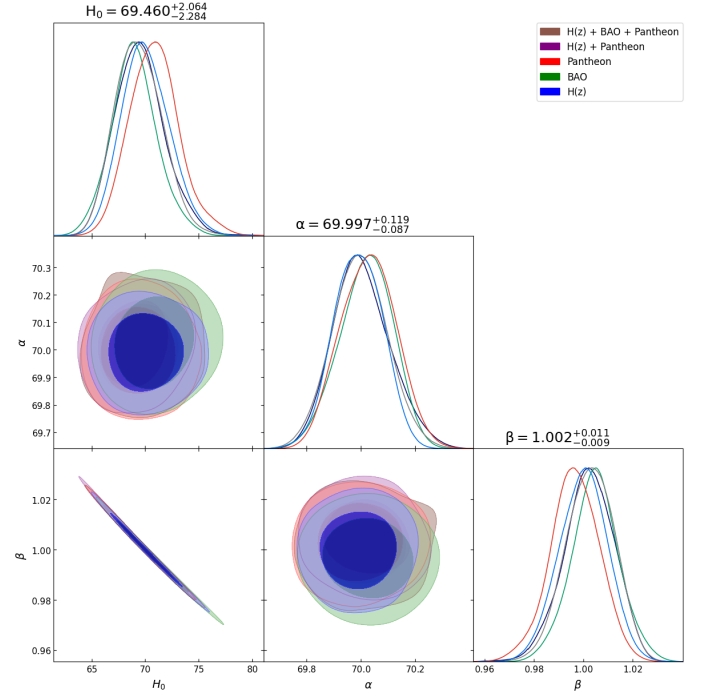 H₀ = 69.460⁺²·⁰⁶⁴₋₂.₂₈₄
H(z) + BAO + Pantheon
H(z) + Pantheon
Pantheon
BAO
H(z)
α = 69.997⁺⁰·¹¹⁹₋₀.₀₈₇
70.3
70.2
70.1
70.0
69.9
69.8
69.7
α
β = 1.002⁺⁰·⁰¹¹₋₀.₀₀₉
1.02
1.00
0.98
0.96
β
65 70 75 80
H₀
69.8 70.0 70.2
α
0.96 0.98 1.00 1.02
β